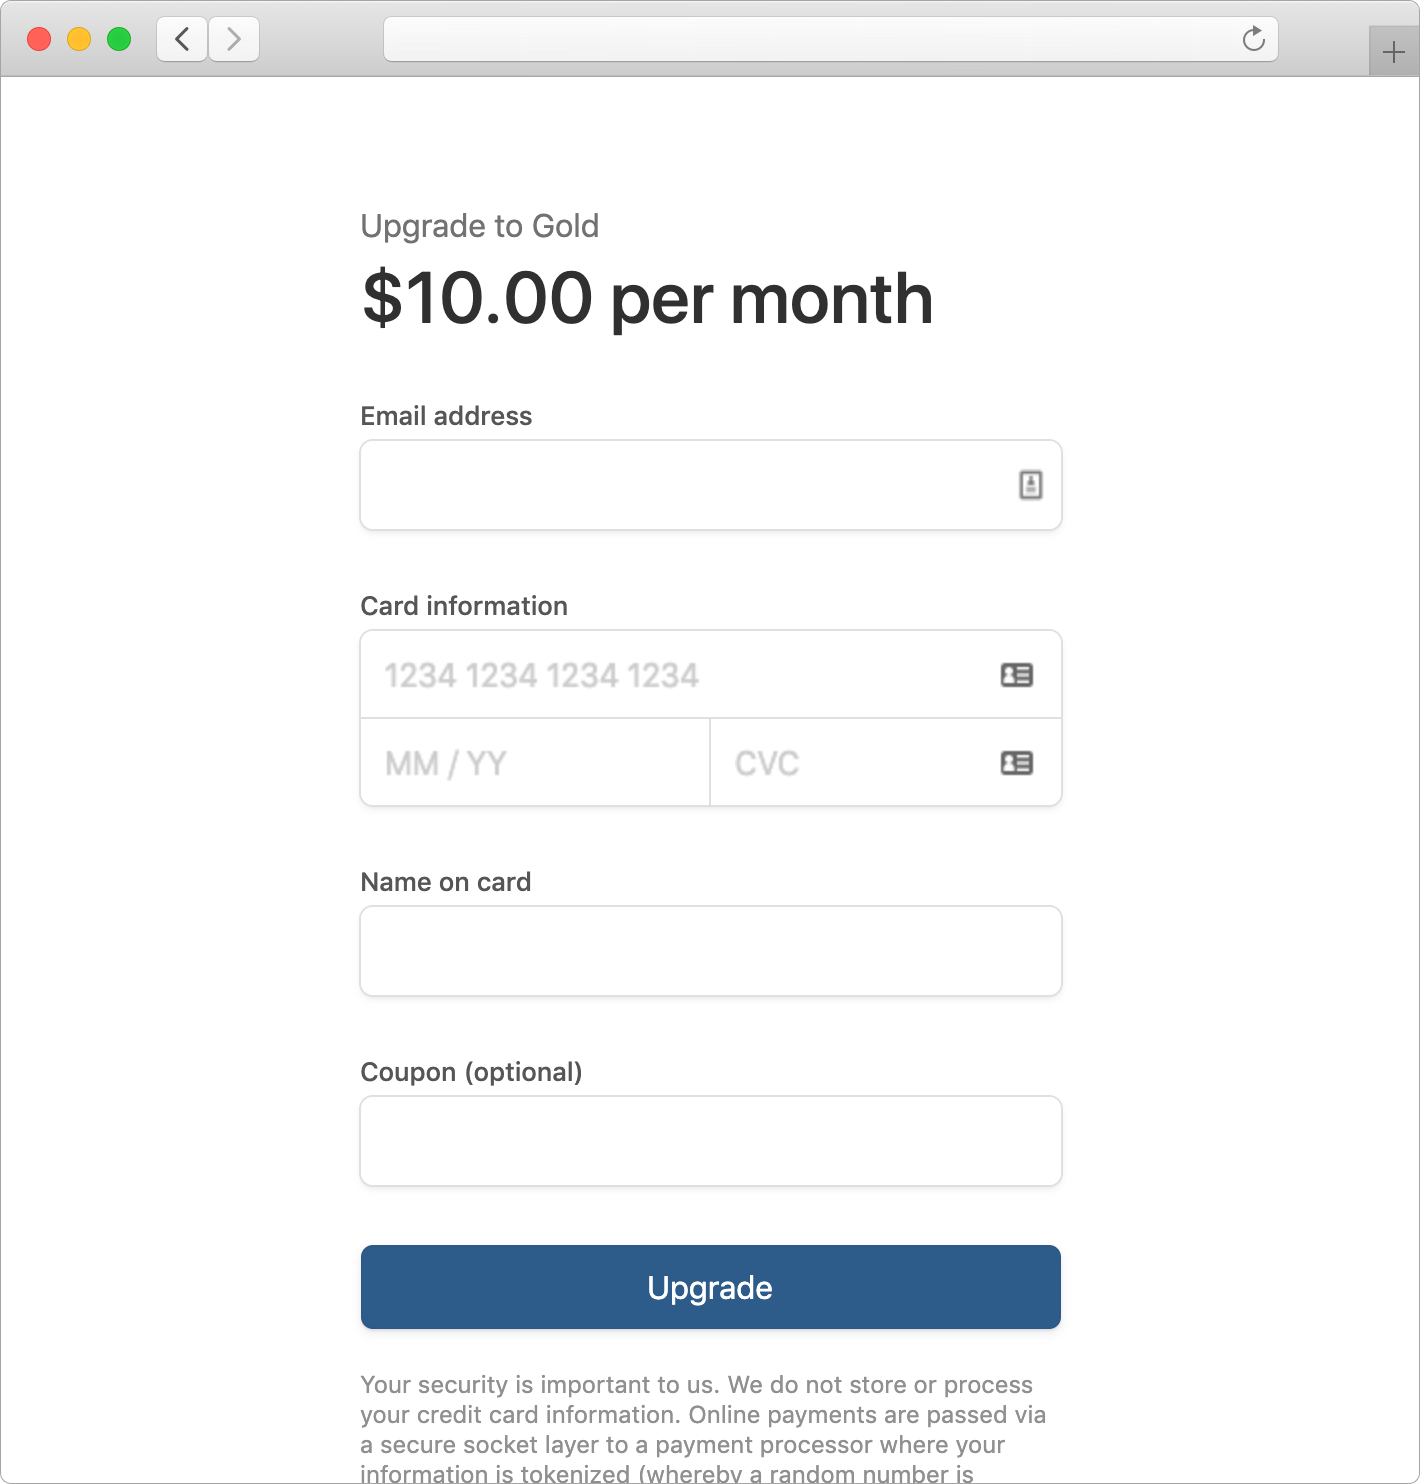 Upgrade to Gold
$10.00 per month
Email address
Card information
1234 1234 1234 1234
MM / YY
CVC
Name on card
Coupon (optional)
Upgrade
Your security is important to us. We do not store or process
your credit card information. Online payments are passed via
a secure socket layer to a payment processor where your
information is tokenized (whereby a random number is